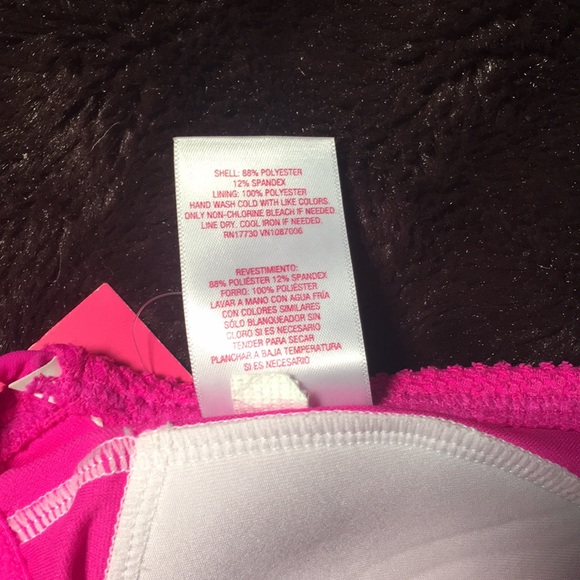 SHELL: 88% POLYESTER
12% SPANDEX
LINING: 100% POLYESTER
HAND WASH COLD WITH LIKE COLORS.
ONLY NON-CHLORINE BLEACH IF NEEDED
LINE DRY. COOL IRON IF NEEDED.
RN17730 VN1087006
REVESTIMIENTO:
88% POLIÉSTER 12% SPANDEX
FORRO: 100% POLIÉSTER
LAVAR A MANO CON AGUA FRÍA
CON COLORES SIMILARES
SÓLO BLANQUEADOR SIN
CLORO SI ES NECESARIO
TENDER PARA SECAR
PLANCHAR A BAJA TEMPERATURA
SI ES NECESARIO